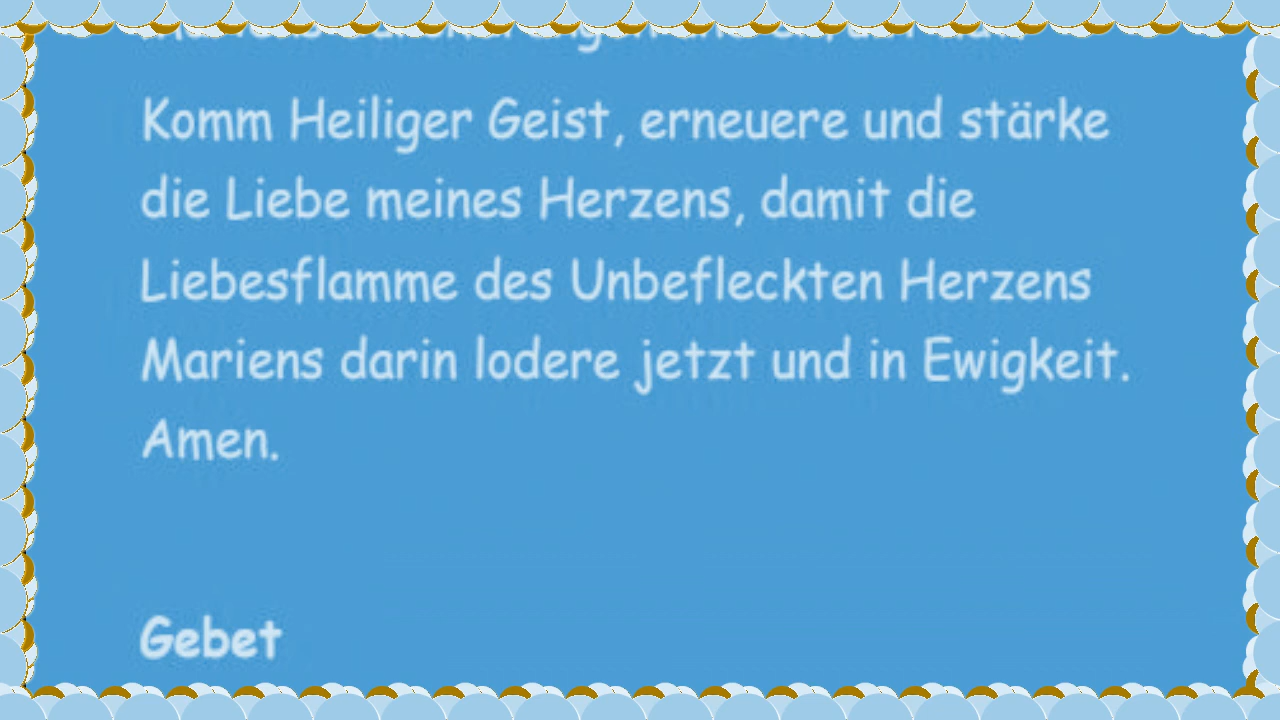 Komm Heiliger Geist, erneuere und stärke
die Liebe meines Herzens, damit die
Liebesflamme des Unbefleckten Herzens
Mariens darin lodere jetzt und in Ewigkeit.
Amen.
Gebet